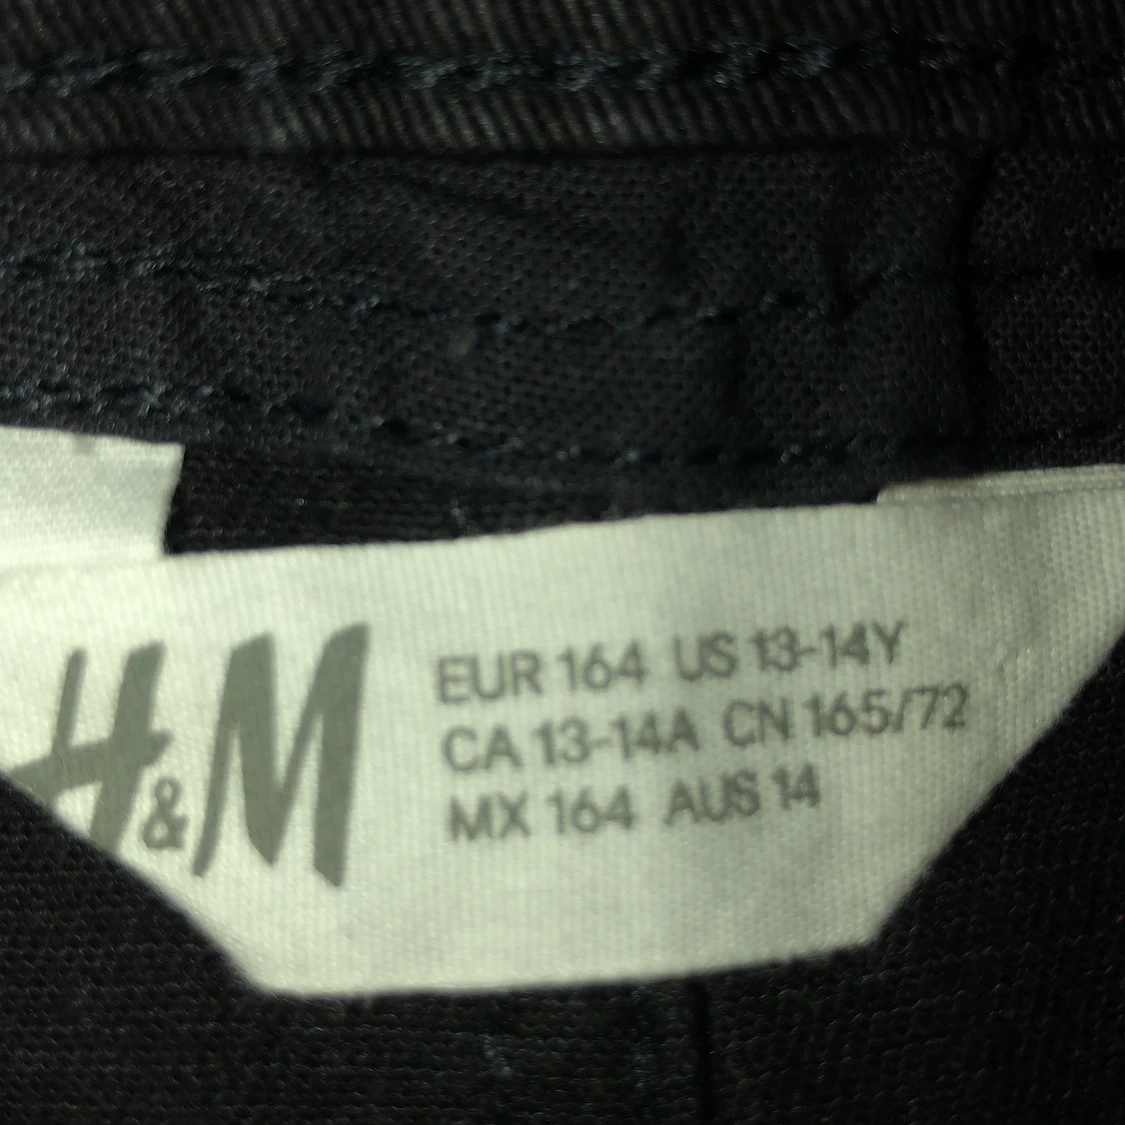 H&M
EUR 164 US 13-14Y
CA 13-14A CN 165/72
MX 164 AUS 14